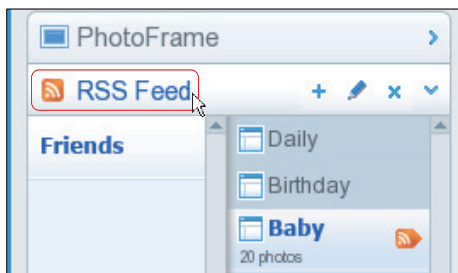 PhotoFrame
RSS Feed
Friends
Daily
Birthday
Baby
20 photos